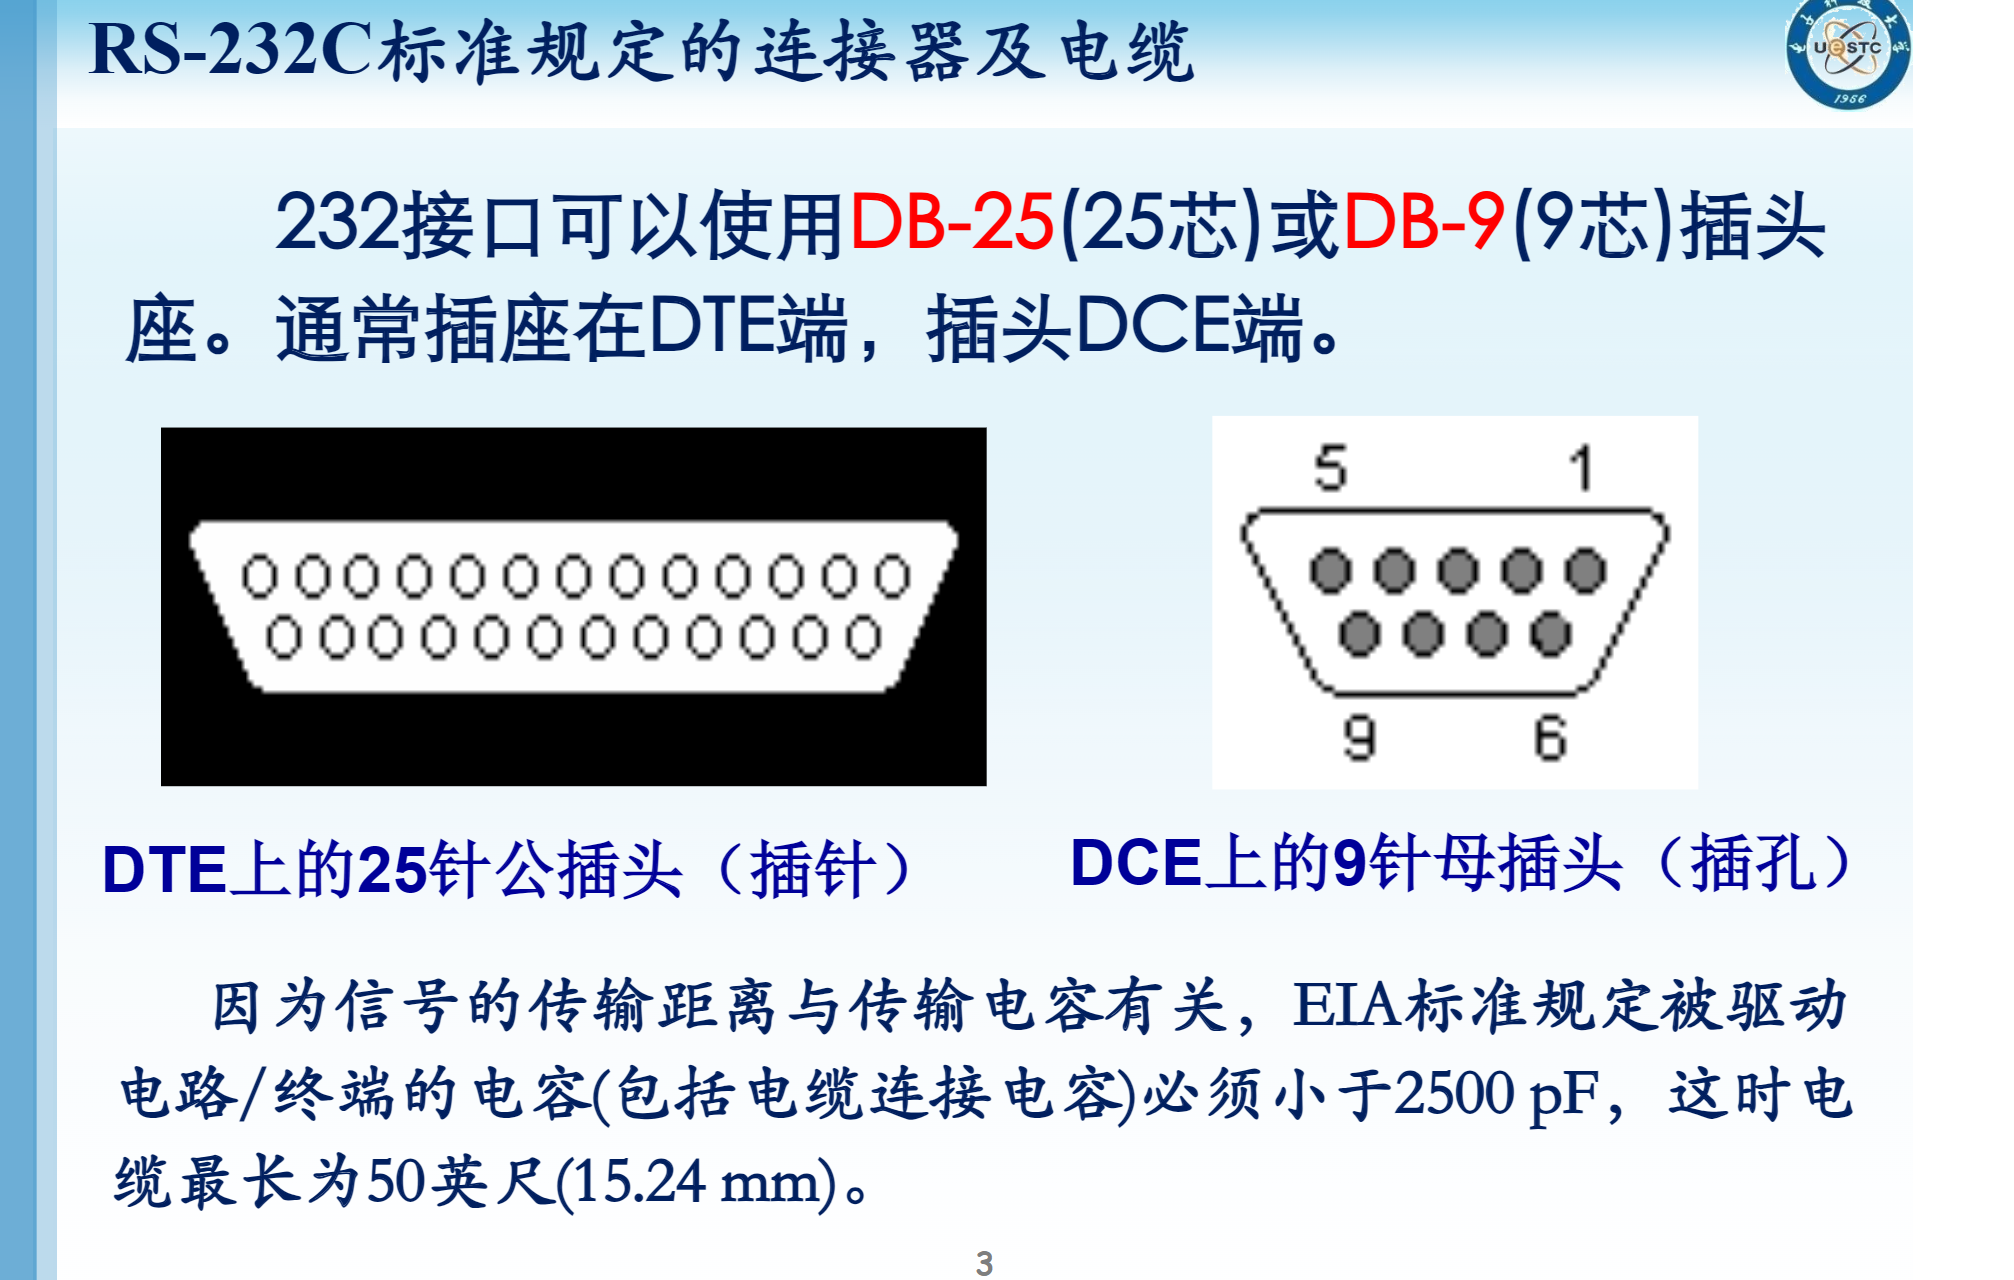 RS-232C标准规定的连接器及电缆
UeSTC
1956
232接口可以使用DB-25(25芯)或DB-9(9芯)插头
座。通常插座在DTE端，插头DCE端。
5 1
9 6
DTE上的25针公插头（插针）
DCE上的9针母插头（插孔）
因为信号的传输距离与传输电容有关，EIA标准规定被驱动
电路/终端的电容(包括电缆连接电容)必须小于2500 pF，这时电
缆最长为50英尺(15.24 mm)。
3